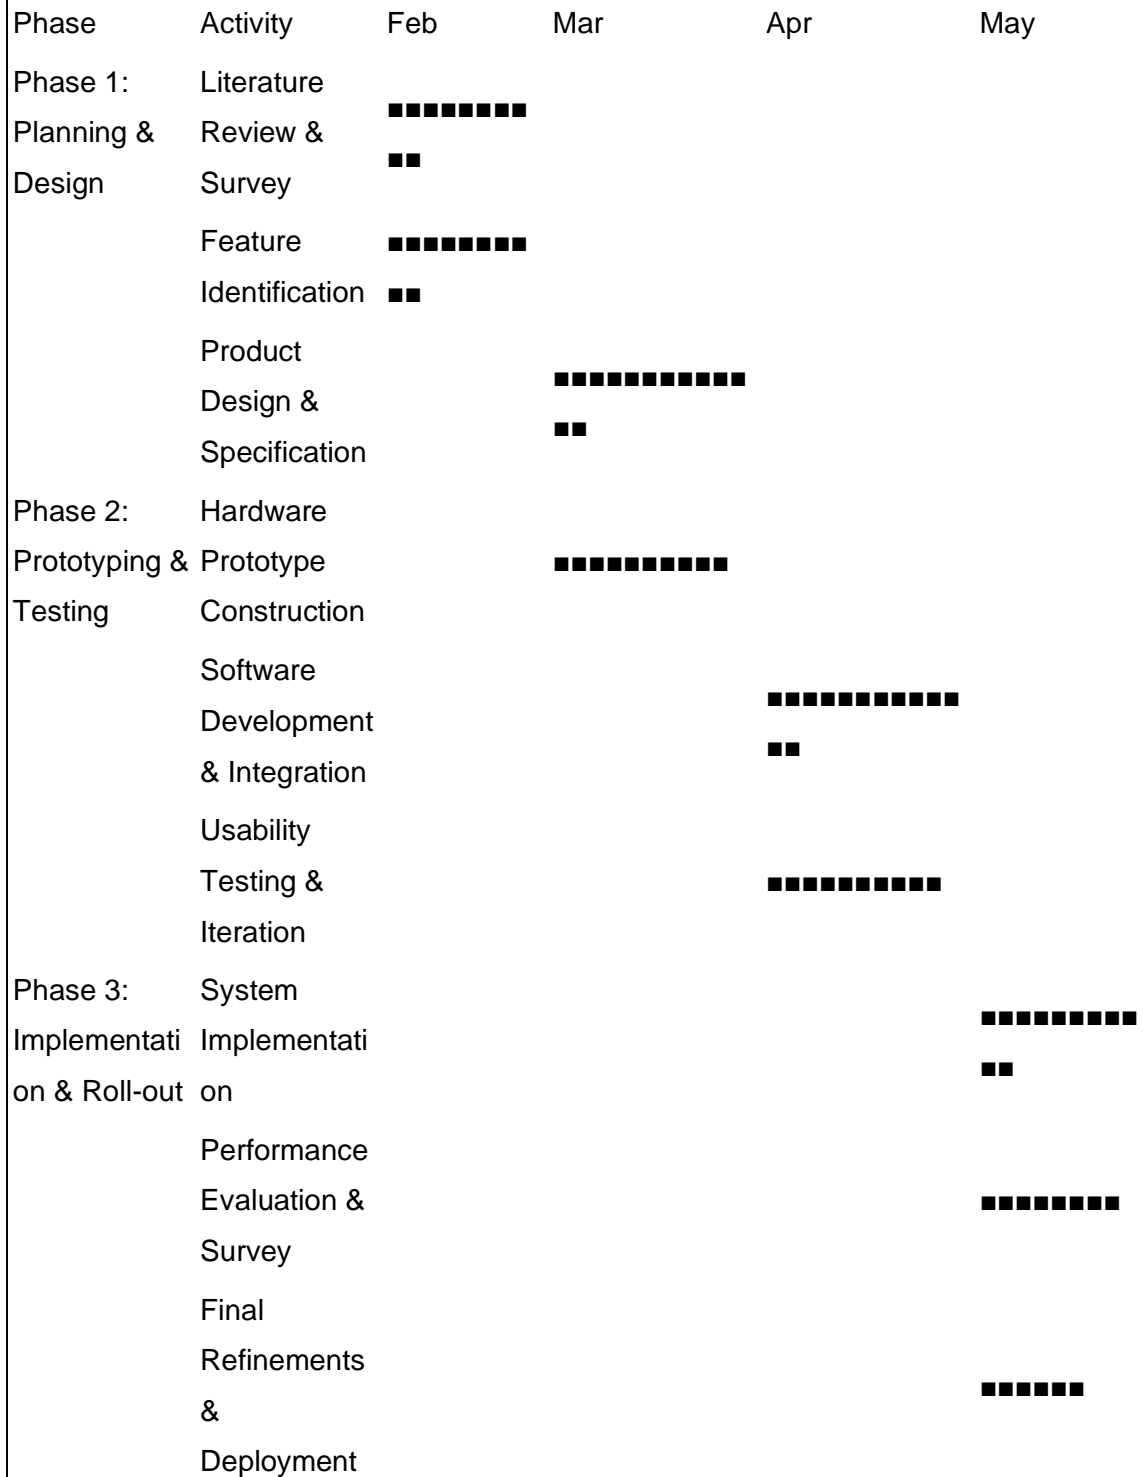 Phase Activity Feb Mar Apr May
Phase 1: Literature
■■■■■■■■
Planning & Review &
■■
Design Survey
Feature ■■■■■■■■
Identification ■■
Product
■■■■■■■■■■■
Design &
■■
Specification
Phase 2: Hardware
Prototyping & Prototype ■■■■■■■■■■
Testing Construction
Software
■■■■■■■■■■■
Development
■■
& Integration
Usability
Testing & ■■■■■■■■■■
Iteration
Phase 3: System
■■■■■■■■■
Implementati Implementati
■■
on & Roll-out on
Performance
Evaluation & ■■■■■■■■
Survey
Final
Refinements
■■■■■■
&
Deployment